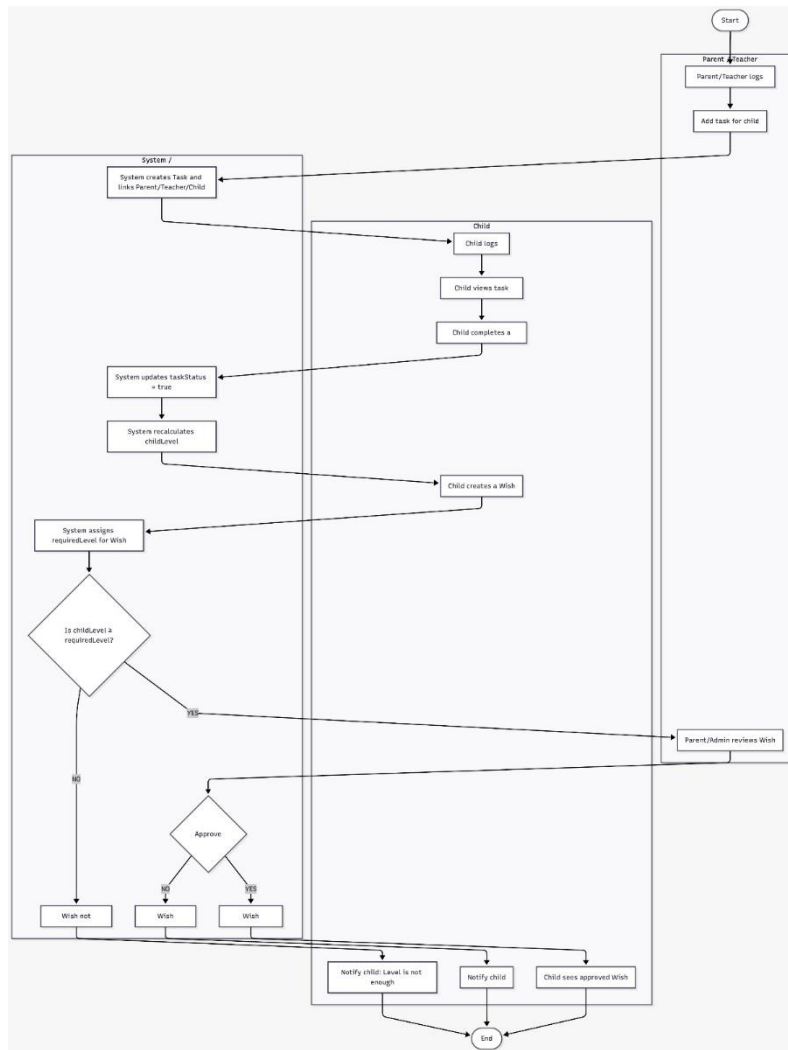 Start
Parent / Teacher
Parent/Teacher logs
Add task for child
System /
System creates Task and
links Parent/Teacher/Child
Child
Child logs
Child views task
Child completes a
System updates taskStatus
= true
System recalculates
childLevel
Child creates a Wish
System assigns
requiredLevel for Wish
Is childLevel ≥
requiredLevel?
YES
Parent/Admin reviews Wish
NO
Approve
NO
YES
Wish not
Wish
Wish
Notify child: Level is not
enough
Notify child
Child sees approved Wish
End